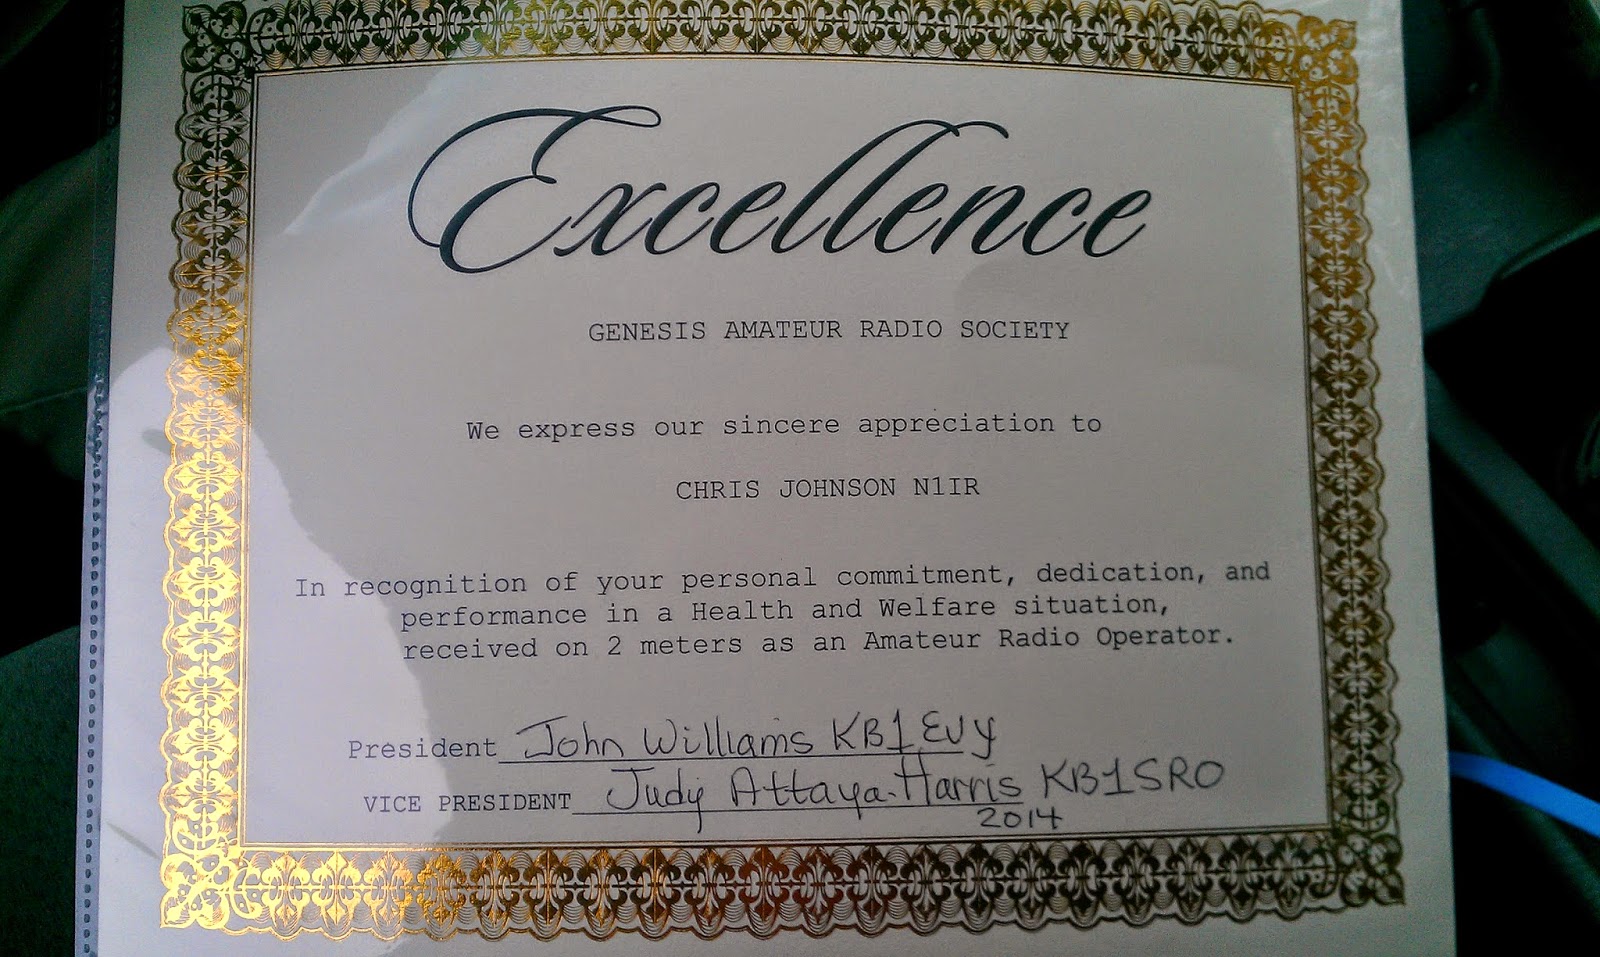 Excellence
GENESIS AMATEUR RADIO SOCIETY
We express our sincere appreciation to
CHRIS JOHNSON N1IR
In recognition of your personal commitment, dedication, and
performance in a Health and Welfare situation,
received on 2 meters as an Amateur Radio Operator.
President John Williams KB1EVY
VICE PRESIDENT Judy Attaya-Harris KB1SRO
2014